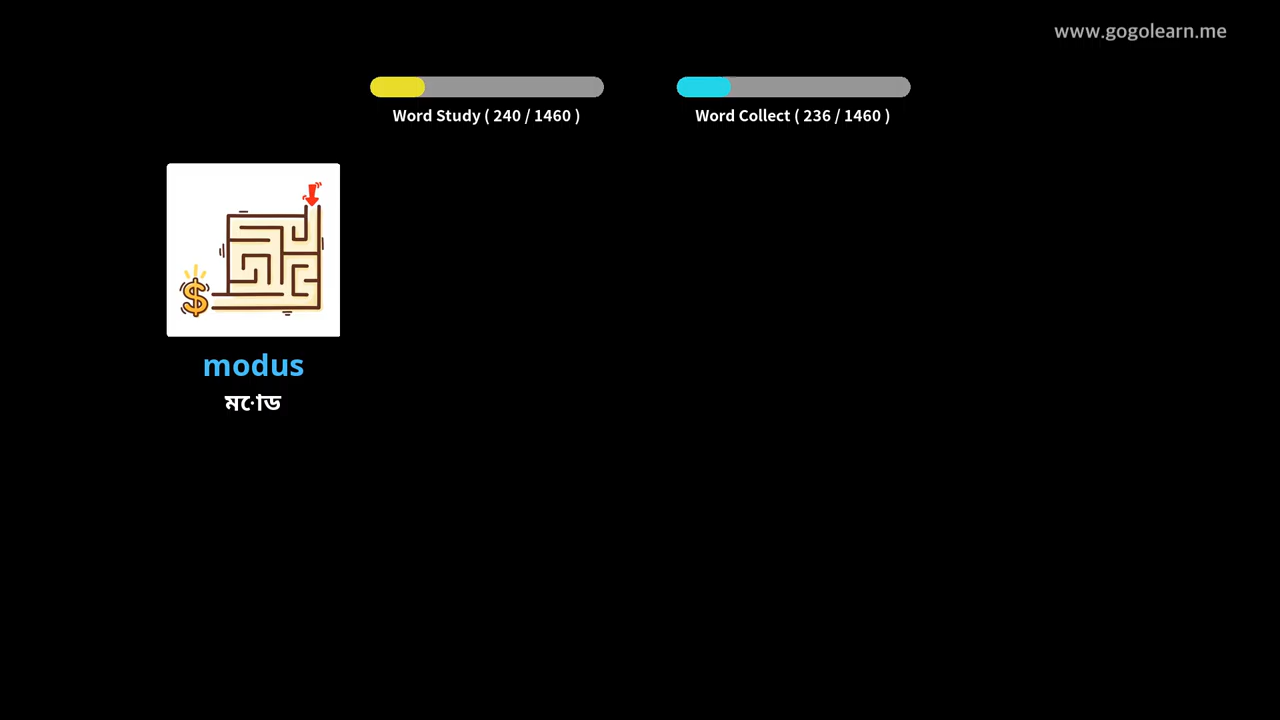 www.gogolearn.me
Word Study ( 240 / 1460 )
Word Collect ( 236 / 1460 )
$
modus
মোড